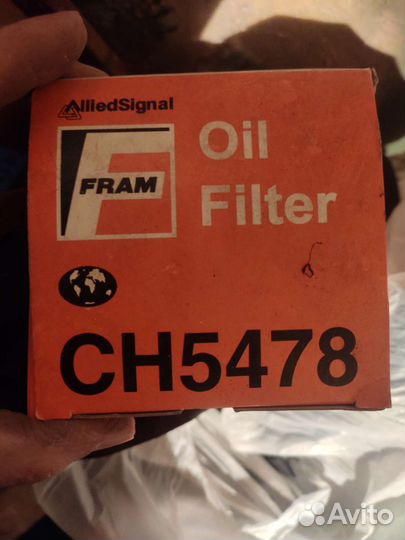 AlliedSignal
FRAM
Oil
Filter
CH5478
Avito